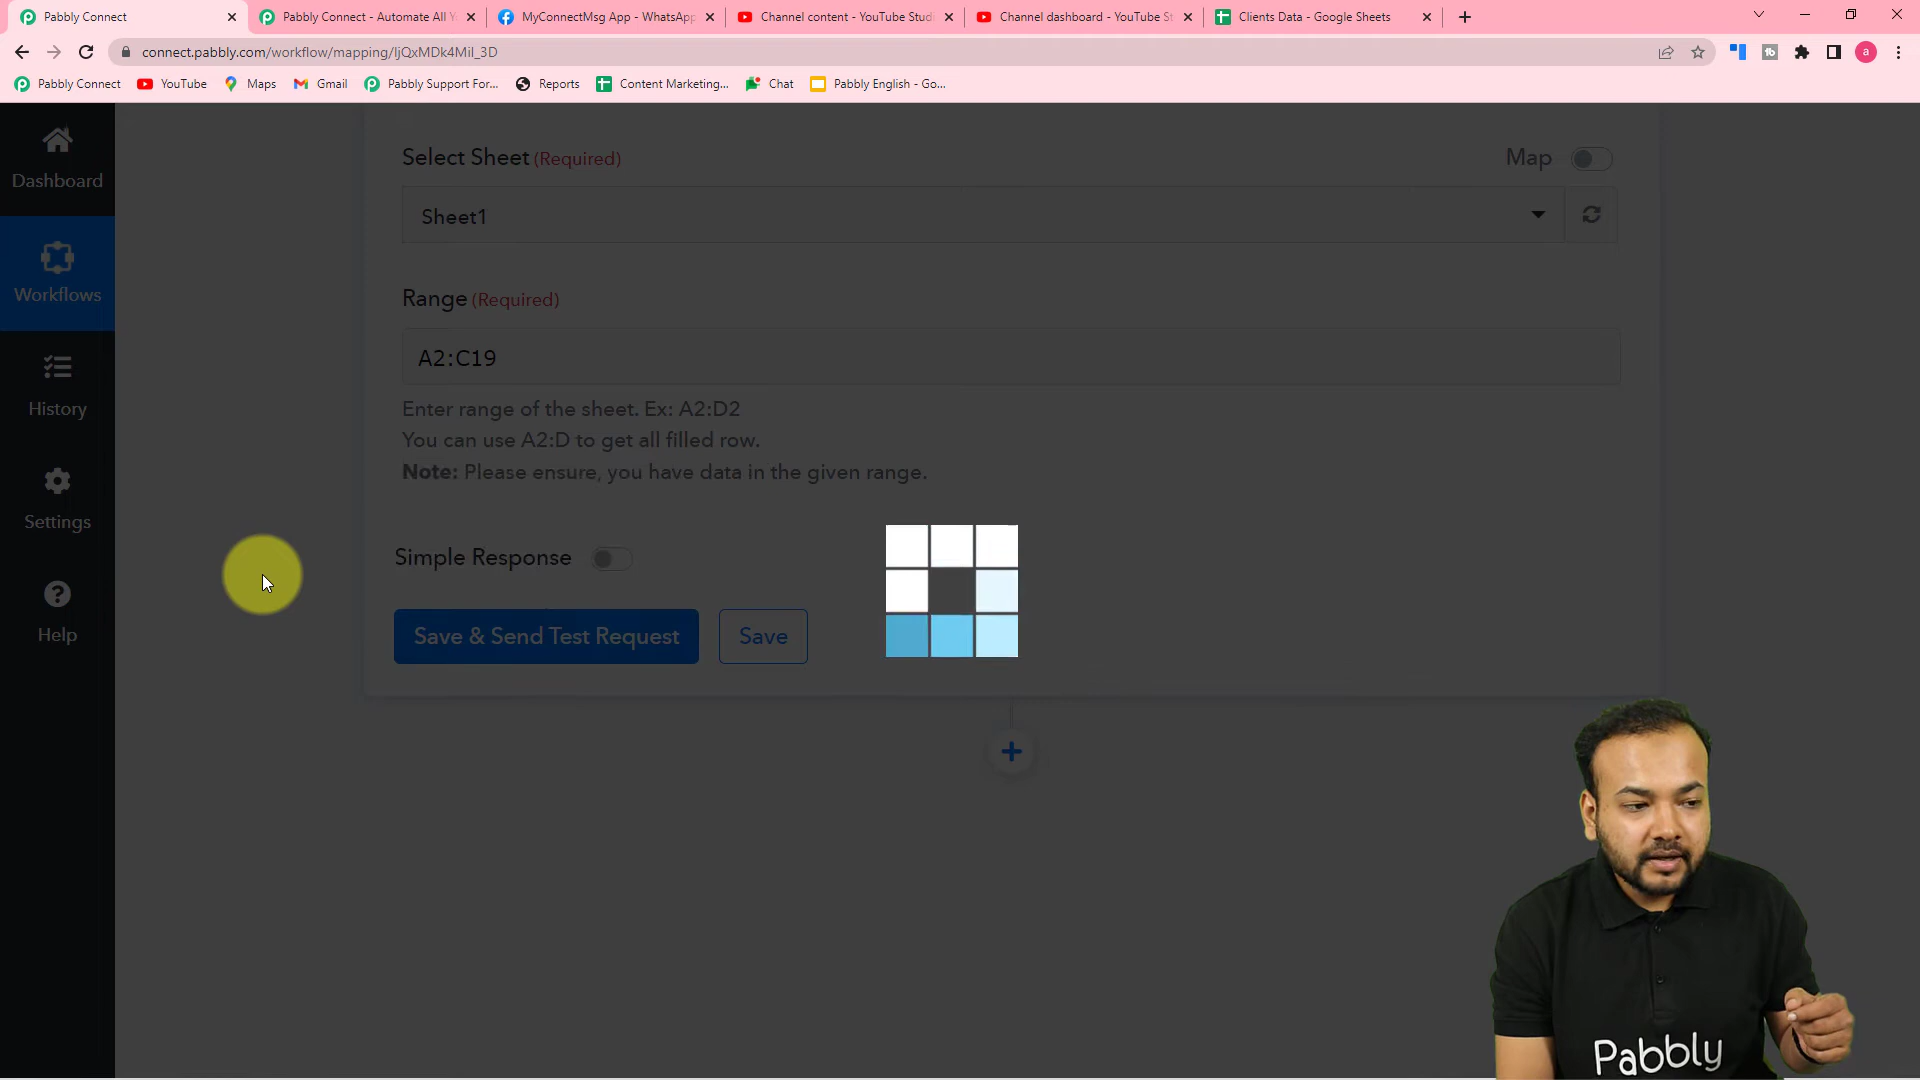 Pabbly Connect
Pabbly Connect - Automate All Y
MyConnectMsg App - WhatsApp
Channel content - YouTube Studi
Channel dashboard - YouTube St
Clients Data - Google Sheets
connect.pabbly.com/workflow/mapping/IjQxMDk4MiI_3D
a
Pabbly Connect
YouTube
Maps
Gmail
Pabbly Support For...
Reports
Content Marketing...
Chat
Pabbly English - Go...
Dashboard
Workflows
History
Settings
Help
Select Sheet (Required)
Map
Sheet1
Range (Required)
A2:C19
Enter range of the sheet. Ex: A2:D2
You can use A2:D to get all filled row.
Note: Please ensure, you have data in the given range.
Simple Response
Save & Send Test Request
Save
Pabbly